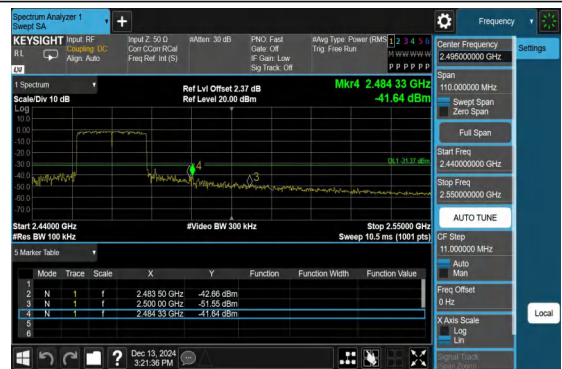 Spectrum Analyzer 1
Swept SA
+
Frequency
KEYSIGHT
RL
Input: RF
Coupling: DC
Align: Auto
Input Z: 50 Ω
Corr CCorr RCal
Freq Ref: Int (S)
#Atten: 30 dB
PNO: Fast
Gate: Off
IF Gain: Low
Sig Track: Off
#Avg Type: Power (RMS
Trig: Free Run
1 2 3 4 5 6
M W W W W W
P P P P P P
LXI
1 Spectrum
Scale/Div 10 dB
Ref Lvl Offset 2.37 dB
Ref Level 20.00 dBm
Mkr4 2.484 33 GHz
-41.64 dBm
Log
10.0
0.00
-10.0
-20.0
-30.0
-40.0
-50.0
-60.0
-70.0
4
3
DL1 -31.37 dBm
Start 2.44000 GHz
#Res BW 100 kHz
#Video BW 300 kHz
Stop 2.55000 GHz
Sweep 10.5 ms (1001 pts)
5 Marker Table
Mode Trace Scale X Y Function Function Width Function Value
1
2 N 1 f 2.483 50 GHz -42.66 dBm
3 N 1 f 2.500 00 GHz -51.55 dBm
4 N 1 f 2.484 33 GHz -41.64 dBm
5
6
?
Dec 13, 2024
3:21:36 PM
Center Frequency
2.495000000 GHz
Settings
Span
110.000000 MHz
Swept Span
Zero Span
Full Span
Start Freq
2.440000000 GHz
Stop Freq
2.550000000 GHz
AUTO TUNE
CF Step
11.000000 MHz
Auto
Man
Freq Offset
0 Hz
Local
X Axis Scale
Log
Lin
Signal Track
(Span Zoom)